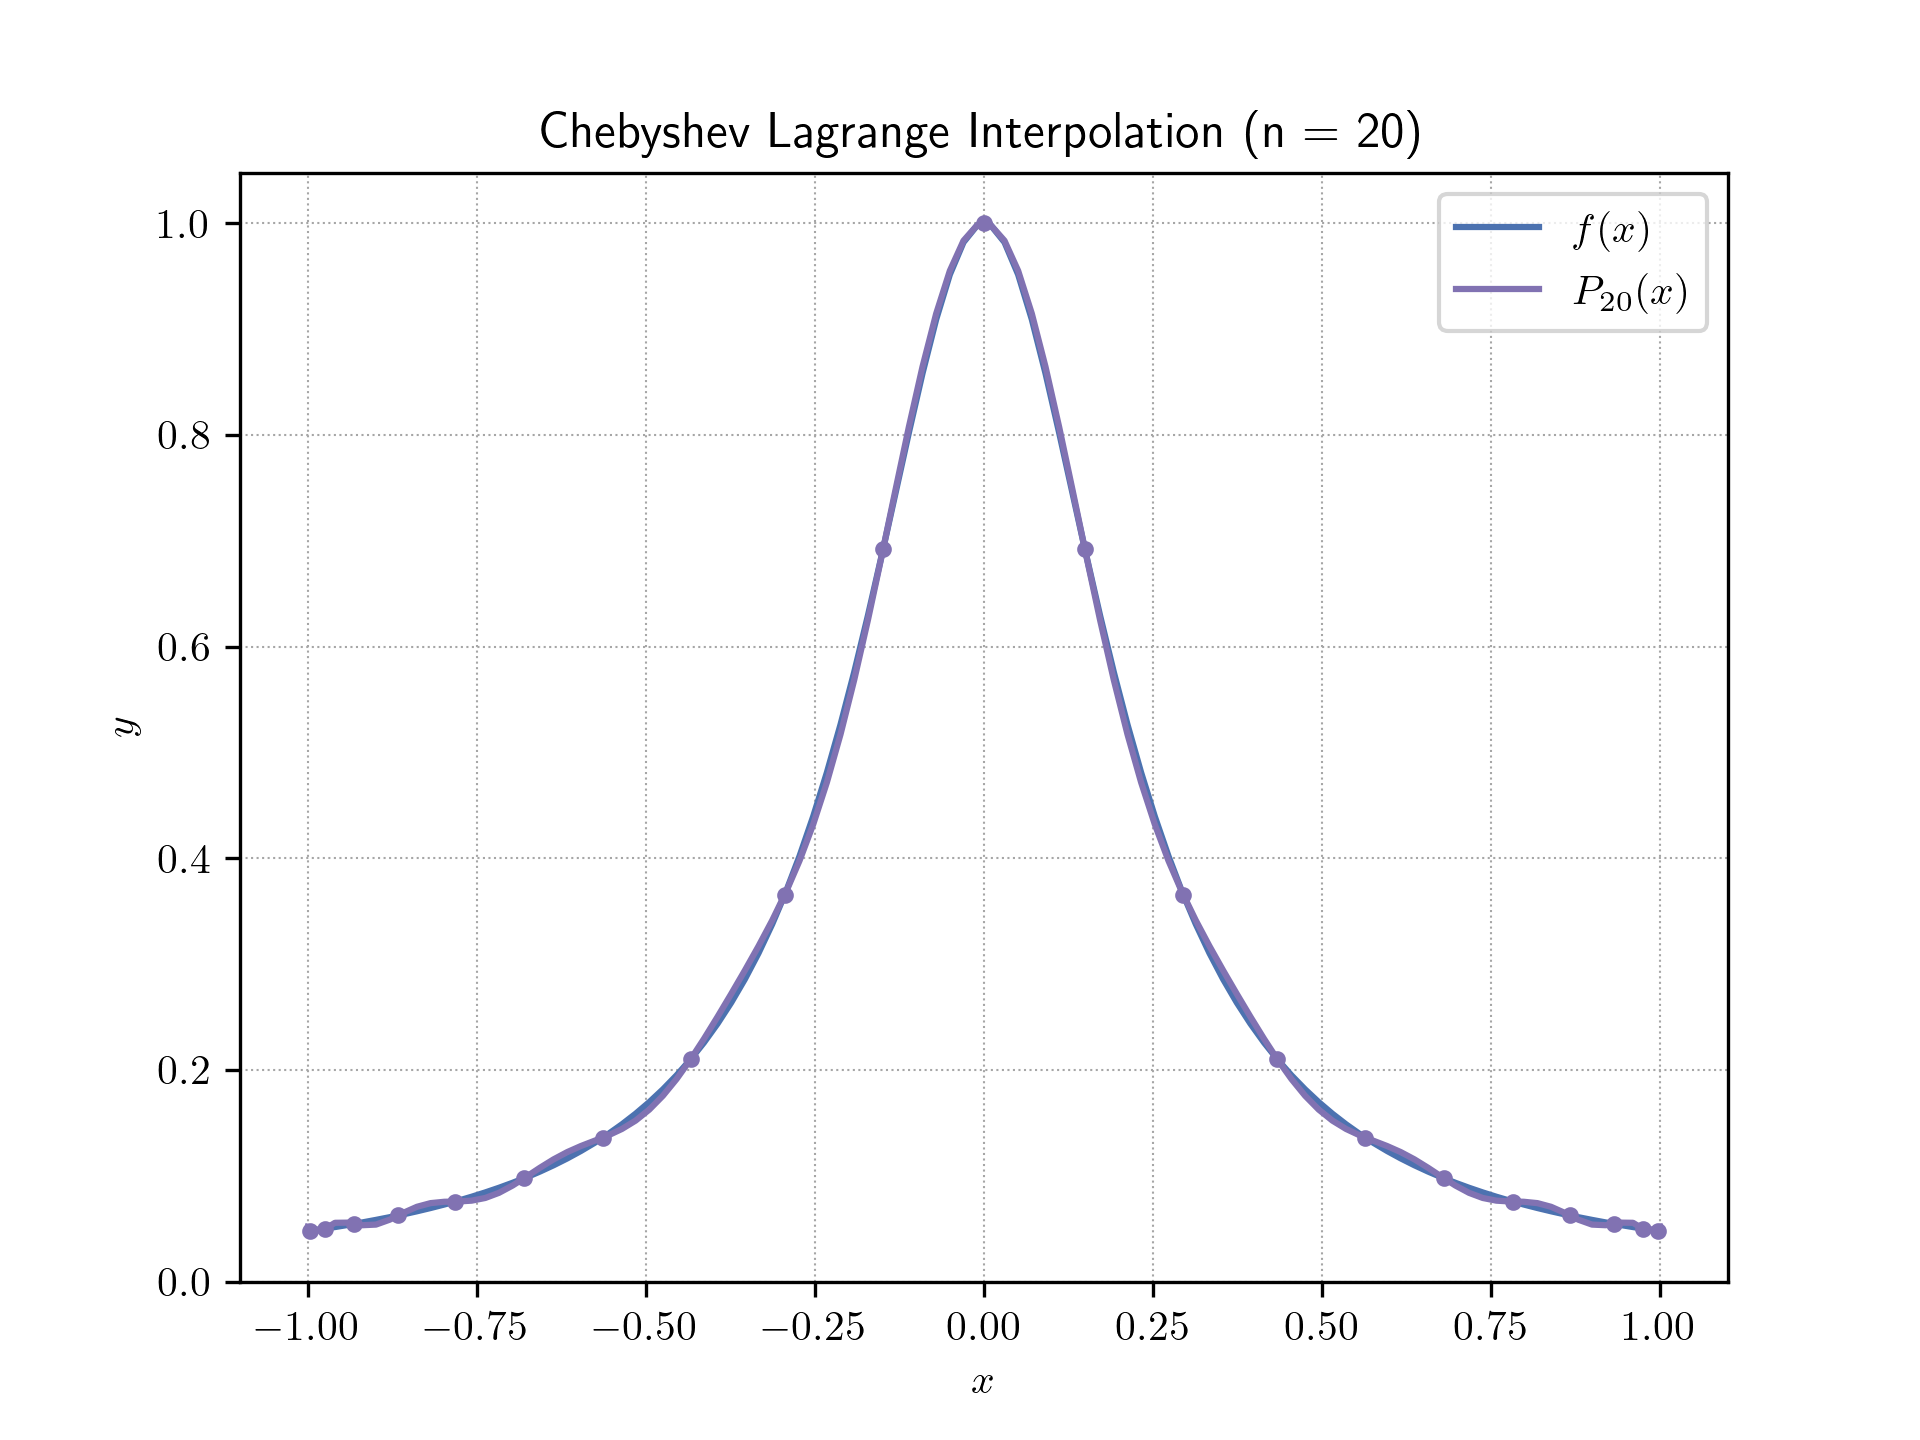 Chebyshev Lagrange Interpolation (n = 20)
f(x)
P₂₀(x)
1.0
0.8
0.6
0.4
0.2
0.0
y
−1.00 −0.75 −0.50 −0.25 0.00 0.25 0.50 0.75 1.00
x